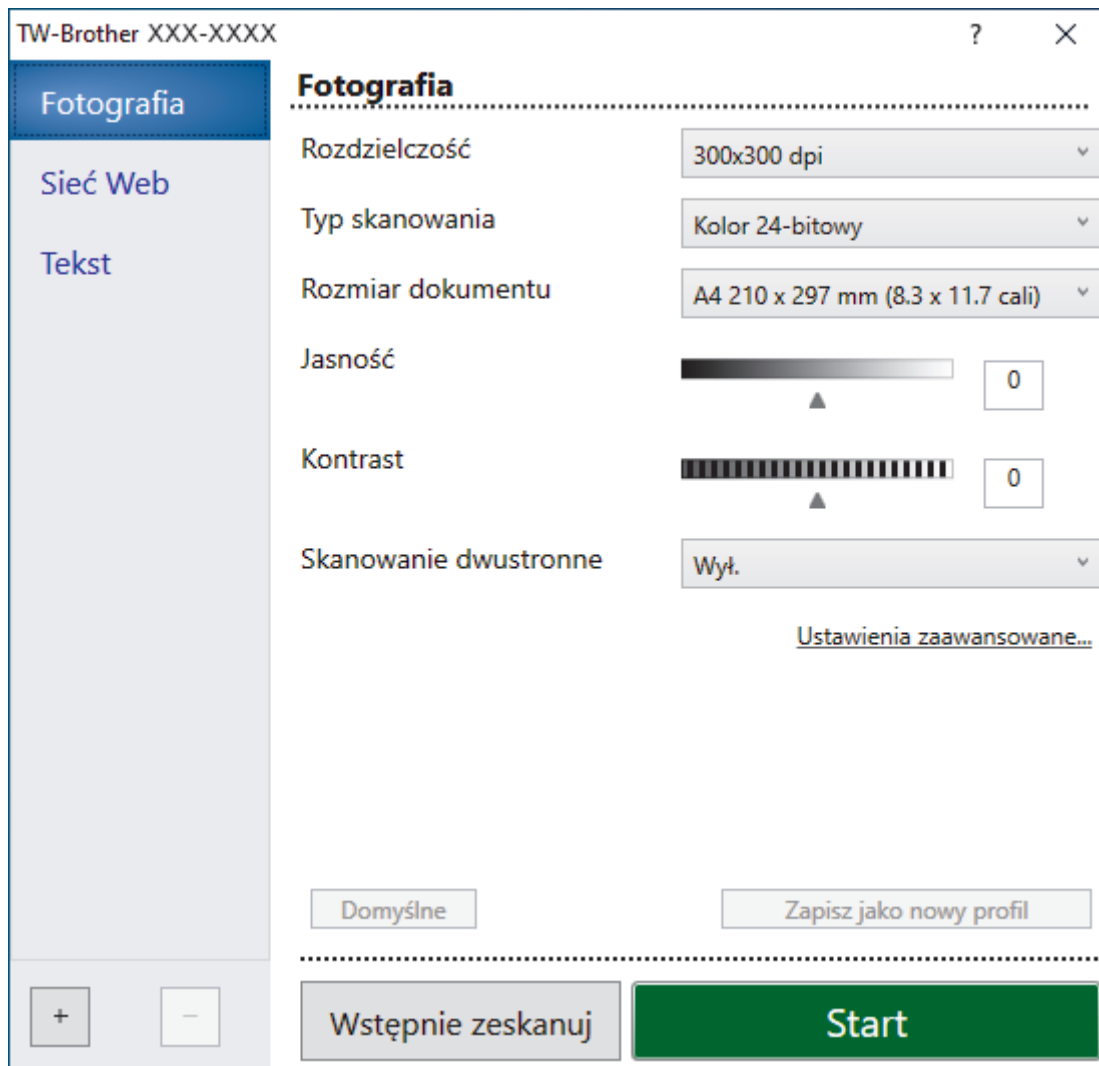 TW-Brother XXX-XXXX ?
Fotografia
Sieć Web
Tekst
Fotografia
Rozdzielczość 300x300 dpi
Typ skanowania Kolor 24-bitowy
Rozmiar dokumentu A4 210 x 297 mm (8.3 x 11.7 cali)
Jasność 0
Kontrast 0
Skanowanie dwustronne Wył.
Ustawienia zaawansowane...
Domyślne Zapisz jako nowy profil
+ −
Wstępnie zeskanuj Start